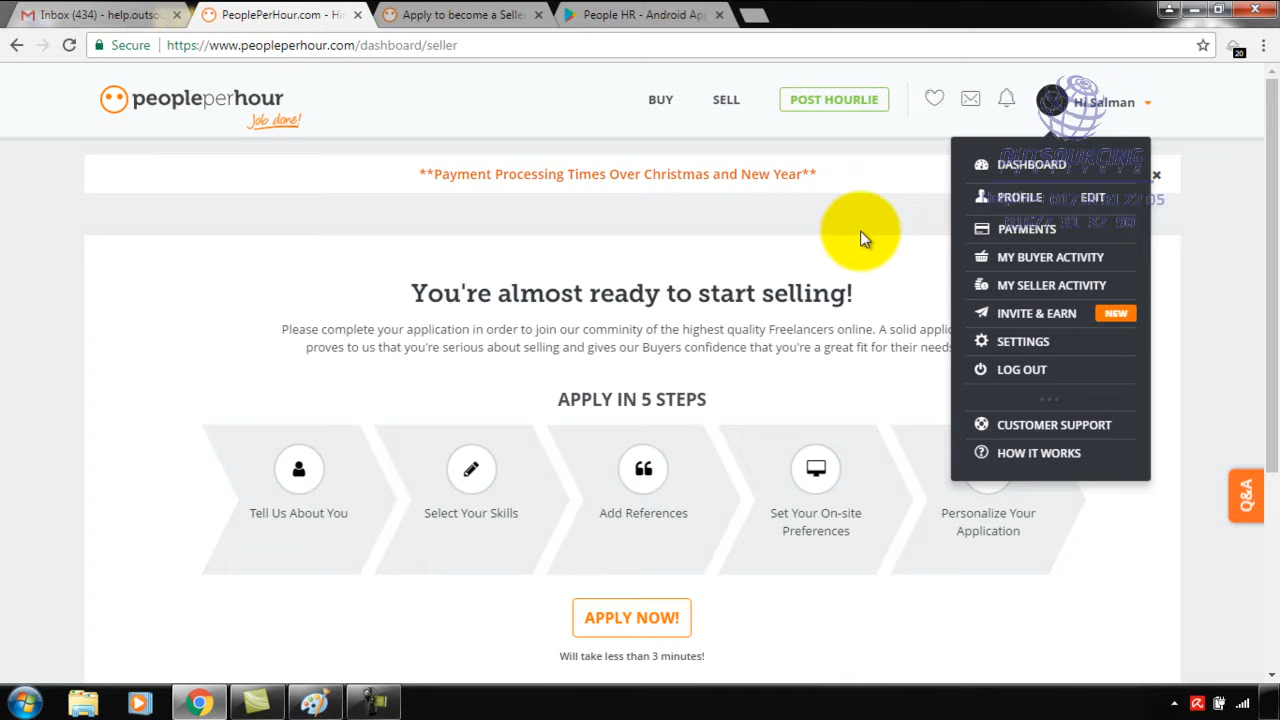 Inbox (434) - help.outso
PeoplePerHour.com - Hi
Apply to become a Selle
People HR - Android Ap
Secure https://www.peopleperhour.com/dashboard/seller
20
peopleperhour
Job done!
BUY SELL POST HOURLIE
Hi Salman
OUTSOURCING
**Payment Processing Times Over Christmas and New Year**
DASHBOARD
PROFILE EDIT
PAYMENTS
MY BUYER ACTIVITY
MY SELLER ACTIVITY
INVITE & EARN NEW
SETTINGS
LOG OUT
CUSTOMER SUPPORT
HOW IT WORKS
You're almost ready to start selling!
Please complete your application in order to join our comminity of the highest quality Freelancers online. A solid applic
proves to us that you're serious about selling and gives our Buyers confidence that you're a great fit for their needs
APPLY IN 5 STEPS
Tell Us About You
Select Your Skills
Add References
Set Your On-site
Preferences
Personalize Your
Application
APPLY NOW!
Will take less than 3 minutes!
Q&A